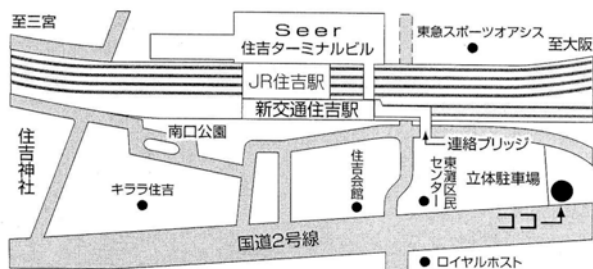 至三宮
Seer
住吉ターミナルビル
東急スポーツオアシス
至大阪
JR住吉駅
新交通住吉駅
南口公園
連絡ブリッジ
住吉神社
キララ住吉
住吉会館
東灘区民
センター
立体駐車場
ココ
国道2号線
ロイヤルホスト